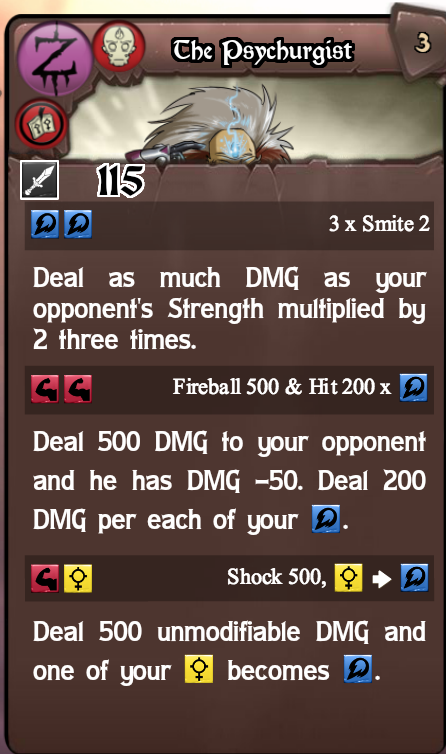 The Psychurgist
3
115
3 x Smite 2
Deal as much DMG as your
opponent's Strength multiplied by
2 three times.
Fireball 500 & Hit 200 x
Deal 500 DMG to your opponent
and he has DMG -50. Deal 200
DMG per each of your .
Shock 500,
Deal 500 unmodifiable DMG and
one of your becomes .